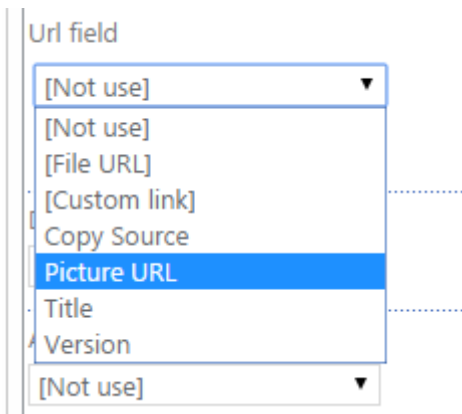 Url field
[Not use]
[Not use]
[File URL]
[Custom link]
Copy Source
Picture URL
Title
Version
[Not use]